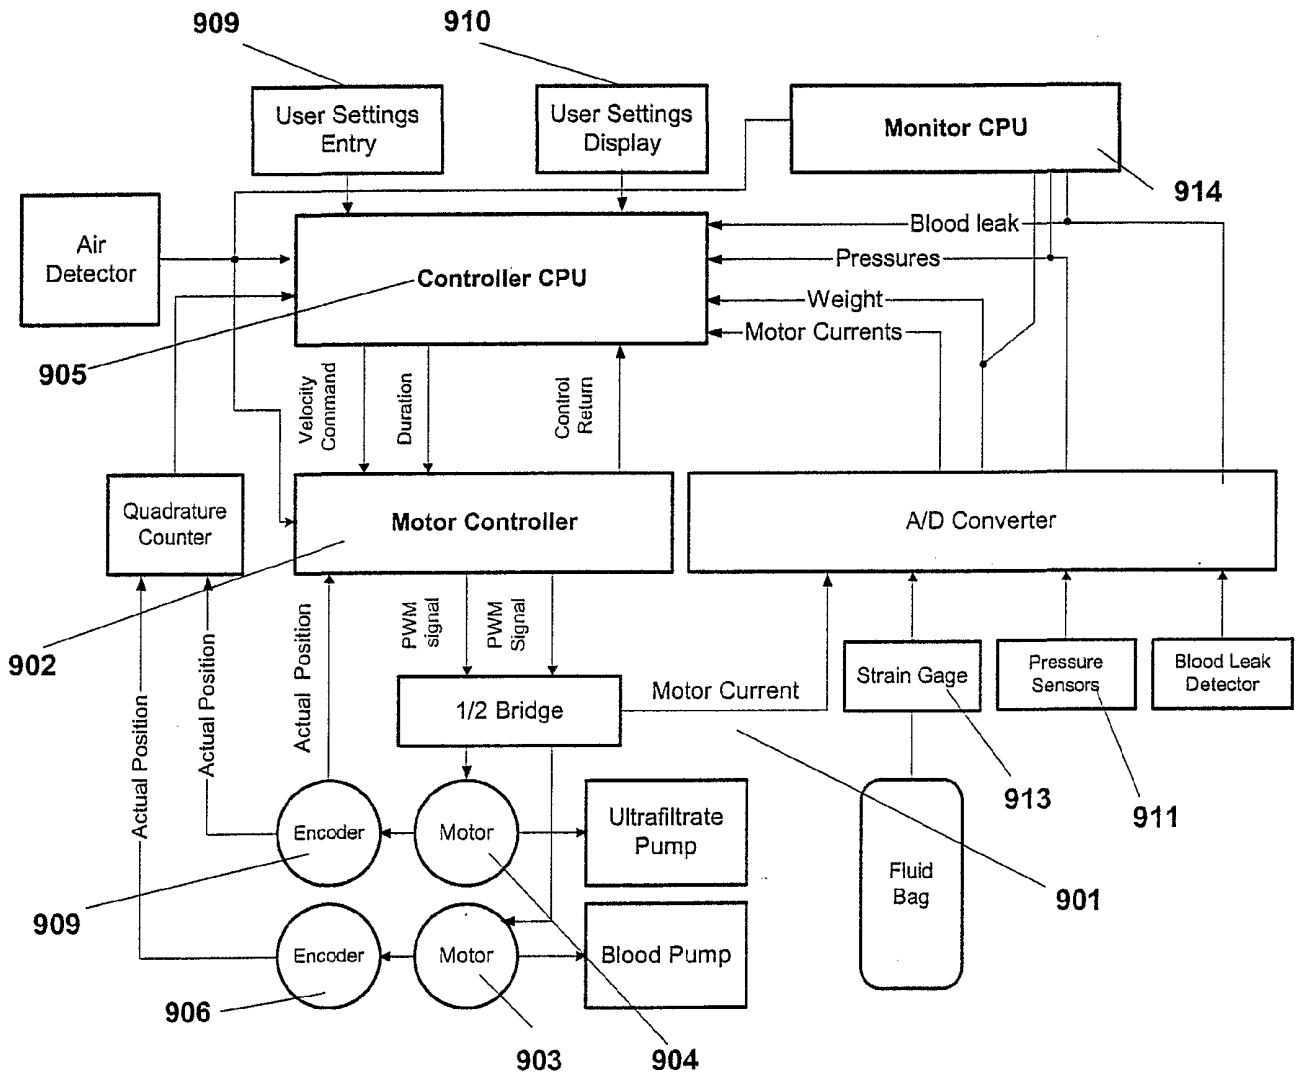 909
910
User Settings
Entry
User Settings
Display
Monitor CPU
914
Air
Detector
Controller CPU
Blood leak
Pressures
Weight
Motor Currents
905
Velocity
Command
Duration
Control
Return
Quadrature
Counter
Motor Controller
A/D Converter
902
Actual Position
Actual Position
Actual Position
PWM
signal
PWM
Signal
1/2 Bridge
Motor Current
Strain Gage
Pressure
Sensors
Blood Leak
Detector
913
911
Encoder
Motor
Ultrafiltrate
Pump
Fluid
Bag
901
909
Encoder
Motor
Blood Pump
906
903
904